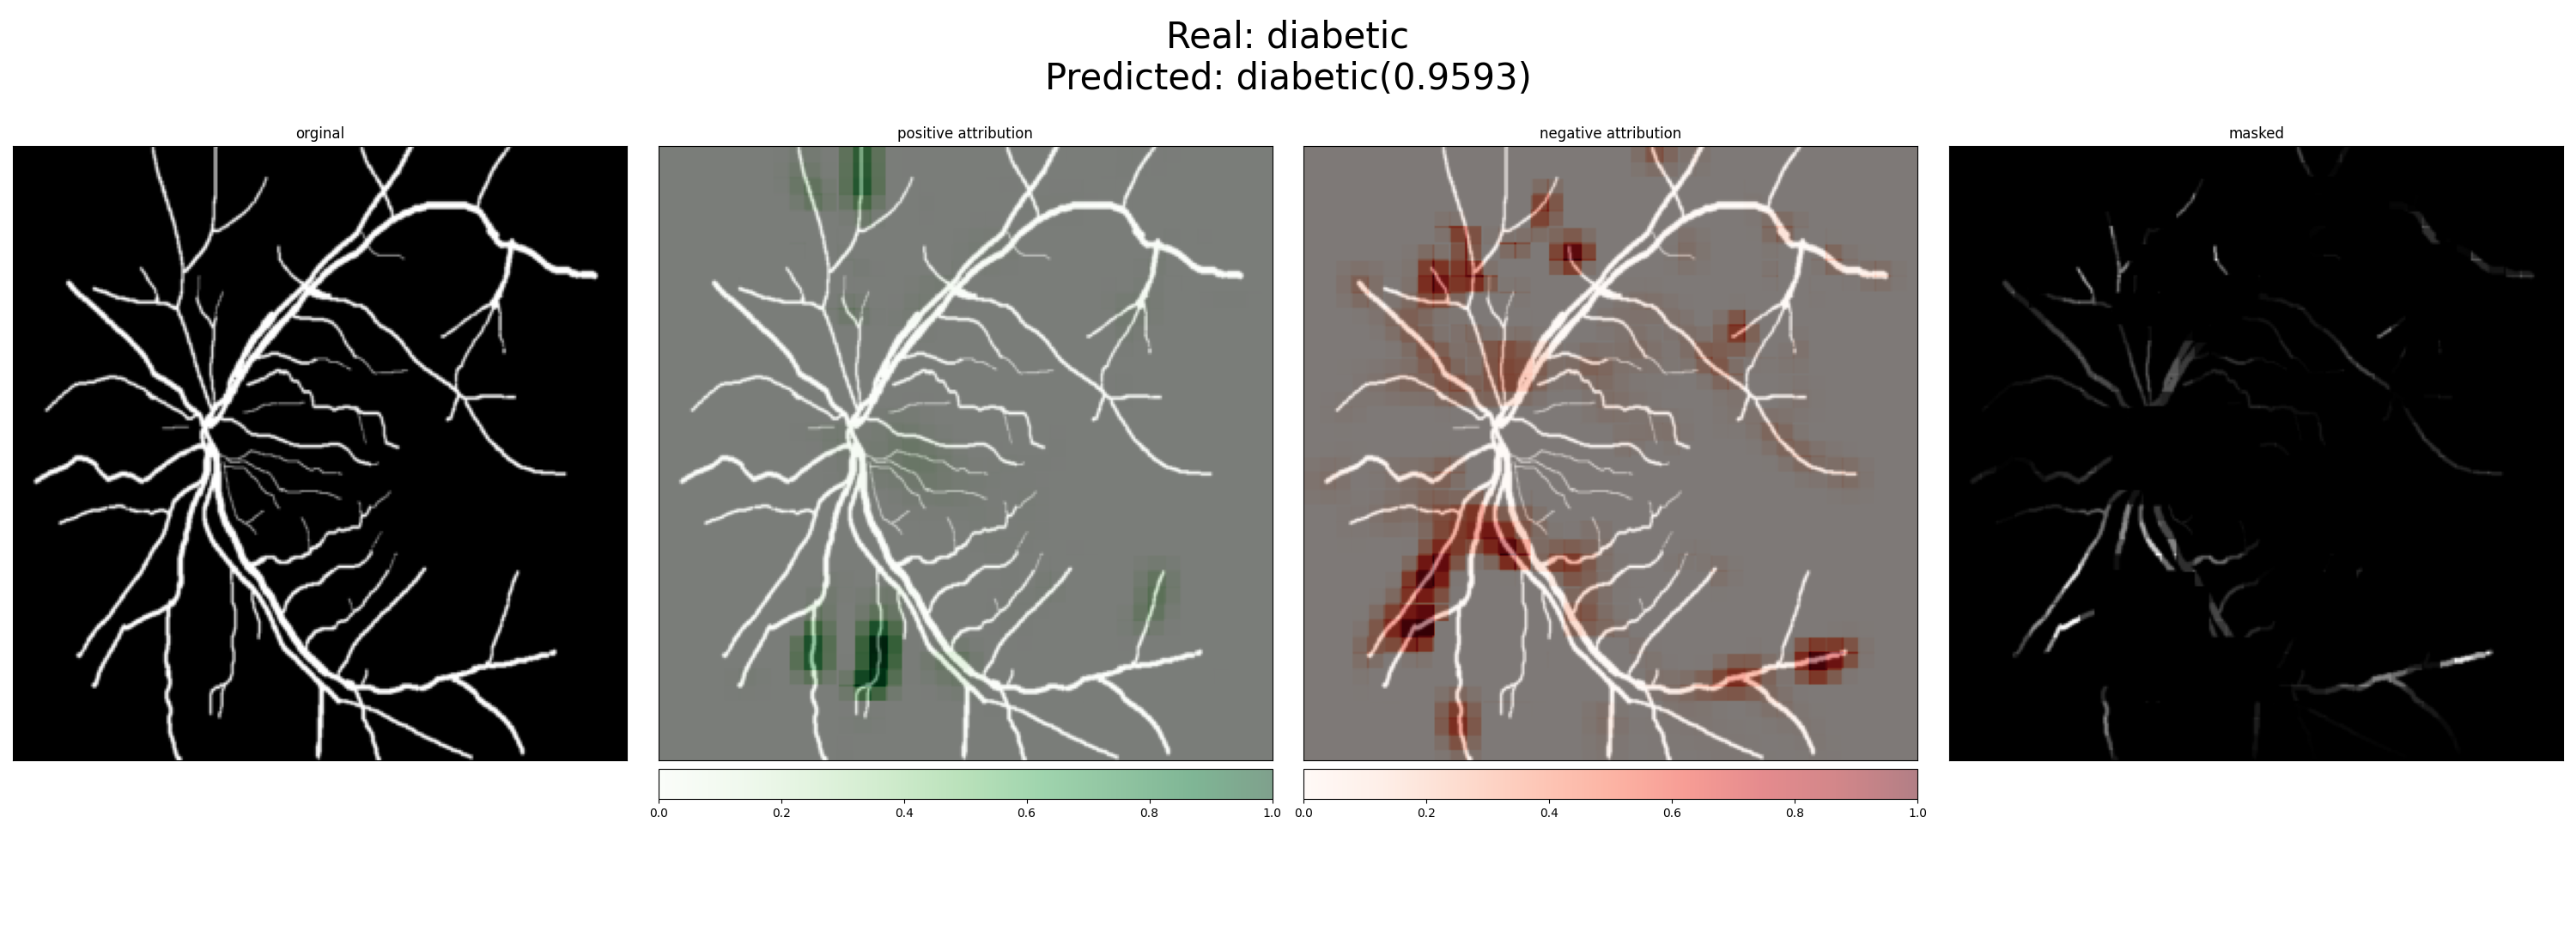 Real: diabetic
Predicted: diabetic(0.9593)
orginal
positive attribution
negative attribution
masked
0.0 0.2 0.4 0.6 0.8 1.0
0.0 0.2 0.4 0.6 0.8 1.0